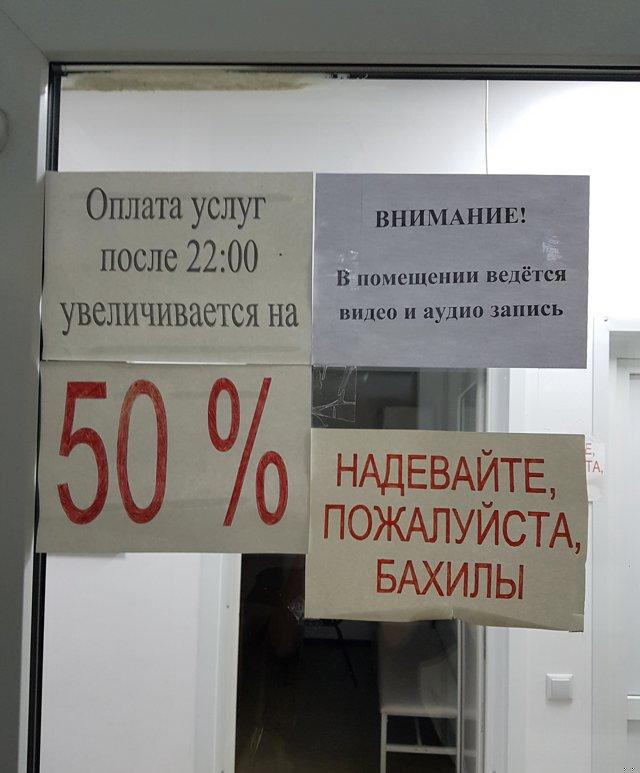 Оплата услуг
после 22:00
увеличивается на
50 %
ВНИМАНИЕ!
В помещении ведётся
видео и аудио запись
НАДЕВАЙТЕ,
ПОЖАЛУЙСТА,
БАХИЛЫ